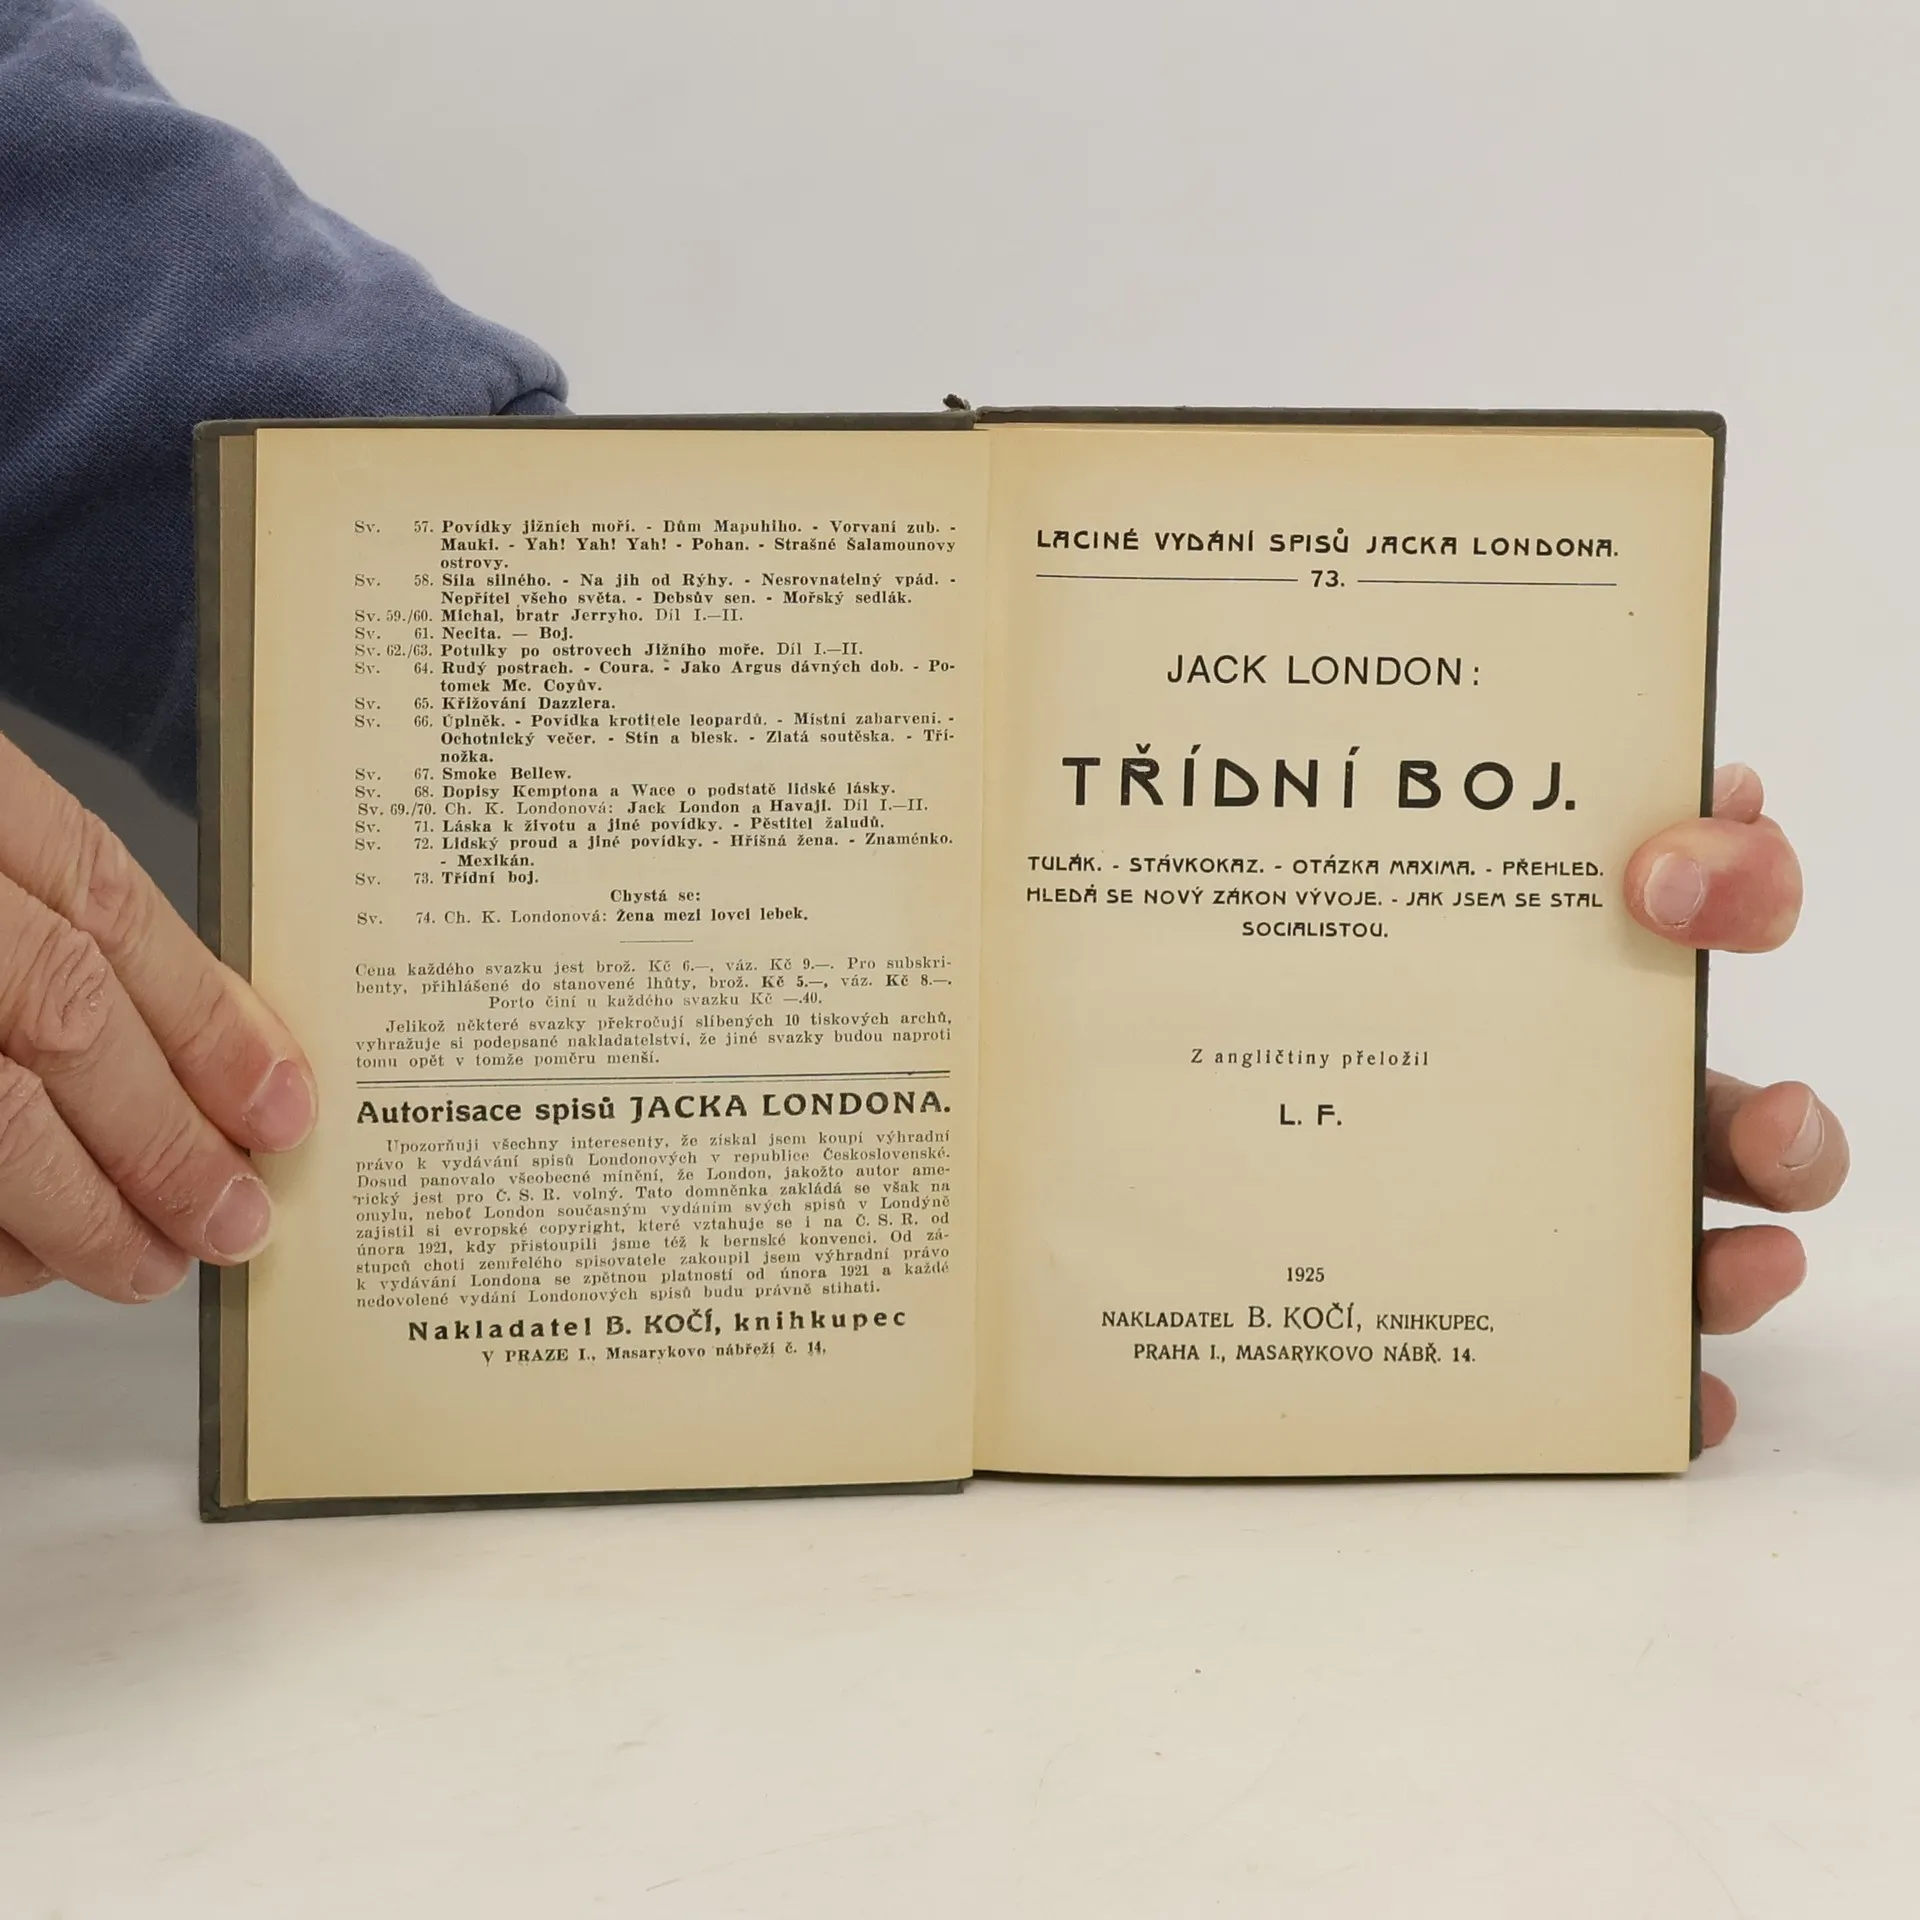 Sv. 57. Povídky jižních moří. - Dům Mapuhiho. - Vorvaní zub. -
Mauki. - Yah! Yah! Yah! - Pohan. - Strašné Šalamounovy
ostrovy.
Sv. 58. Síla silného. - Na jih od Rýhy. - Nesrovnatelný vpád. -
Nepřítel všeho světa. - Debsův sen. - Mořský sedlák.
Sv. 59./60. Michal, bratr Jerryho. Díl I.—II.
Sv. 61. Necita. — Boj.
Sv. 62./63. Potulky po ostrovech Jižního moře. Díl I.—II.
Sv. 64. Rudý postrach. - Coura. - Jako Argus dávných dob. - Po-
tomek Mc. Coyův.
Sv. 65. Křižování Dazzlera.
Sv. 66. Úplněk. - Povídka krotitele leopardů. - Místní zabarvení. -
Ochotnický večer. - Stín a blesk. - Zlatá soutěska. - Tří-
nožka.
Sv. 67. Smoke Bellew.
Sv. 68. Dopisy Kemptona a Wace o podstatě lidské lásky.
Sv. 69./70. Ch. K. Londonová: Jack London a Havaji. Díl I.—II.
Sv. 71. Láska k životu a jiné povídky. - Pěstitel žaludů.
Sv. 72. Lidský proud a jiné povídky. - Hříšná žena. - Znaménko.
- Mexikán.
Sv. 73. Třídní boj.
Chystá se:
Sv. 74. Ch. K. Londonová: Žena mezi lovci lebek.
Cena každého svazku jest brož. Kč 6.—, váz. Kč 9.—. Pro subskri-
benty, přihlášené do stanovené lhůty, brož. Kč 5.—, váz. Kč 8.—.
Porto činí u každého svazku Kč —.40.
Jelikož některé svazky překročují slíbených 10 tiskových archů,
vyhražuje si podepsané nakladatelství, že jiné svazky budou naproti
tomu opět v tomže poměru menší.
Autorisace spisů JACKA LONDONA.
Upozorňuji všechny interesenty, že získal jsem koupí výhradní
právo k vydávání spisů Londonových v republice Československé.
Dosud panovalo všeobecné mínění, že London, jakožto autor ame-
rický jest pro Č. S. R. volný. Tato domněnka zakládá se však na
omylu, neboť London současným vydáním svých spisů v Londýně
zajistil si evropské copyright, které vztahuje se i na Č. S. R. od
února 1921, kdy přistoupili jsme též k bernské konvenci. Od zá-
stupců choti zemřelého spisovatele zakoupil jsem výhradní právo
k vydávání Londona se zpětnou platností od února 1921 a každé
nedovolené vydání Londonových spisů budu právně stíhati.
Nakladatel B. KOČÍ, knihkupec
V PRAZE I., Masarykovo nábřeží č. 14.
LACINÉ VYDÁNÍ SPISŮ JACKA LONDONA.
73.
JACK LONDON:
TŘÍDNÍ BOJ.
TULÁK. - STÁVKOKAZ. - OTÁZKA MAXIMA. - PŘEHLED.
HLEDÁ SE NOVÝ ZÁKON VÝVOJE. - JAK JSEM SE STAL
SOCIALISTOU.
Z angličtiny přeložil
L. F.
1925
NAKLADATEL B. KOČÍ, KNIHKUPEC,
PRAHA I., MASARYKOVO NÁBŘ. 14.